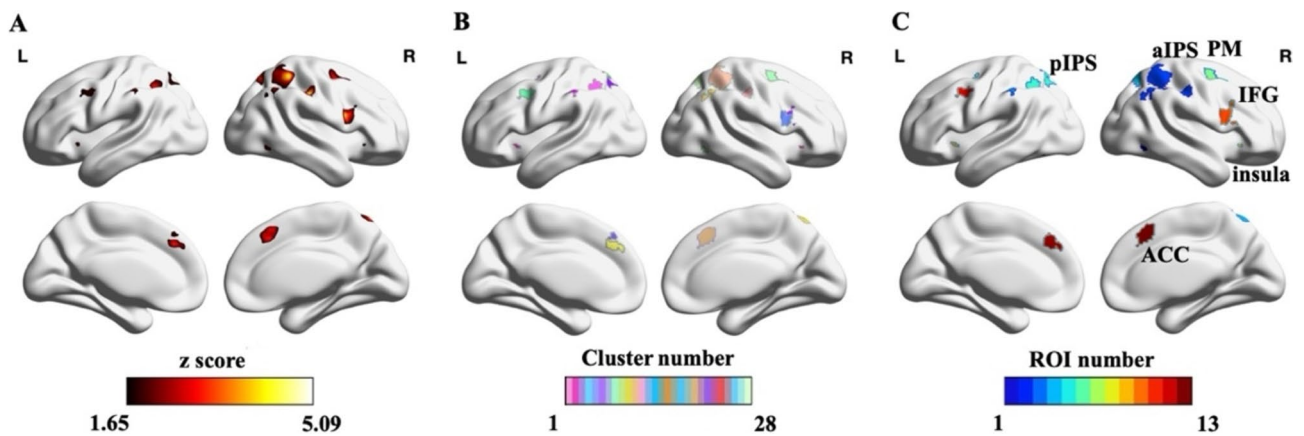 A
L
R
z score
1.65 5.09
B
L
R
Cluster number
1 28
C
L
R
pIPS
aIPS PM
IFG
insula
ACC
ROI number
1 13